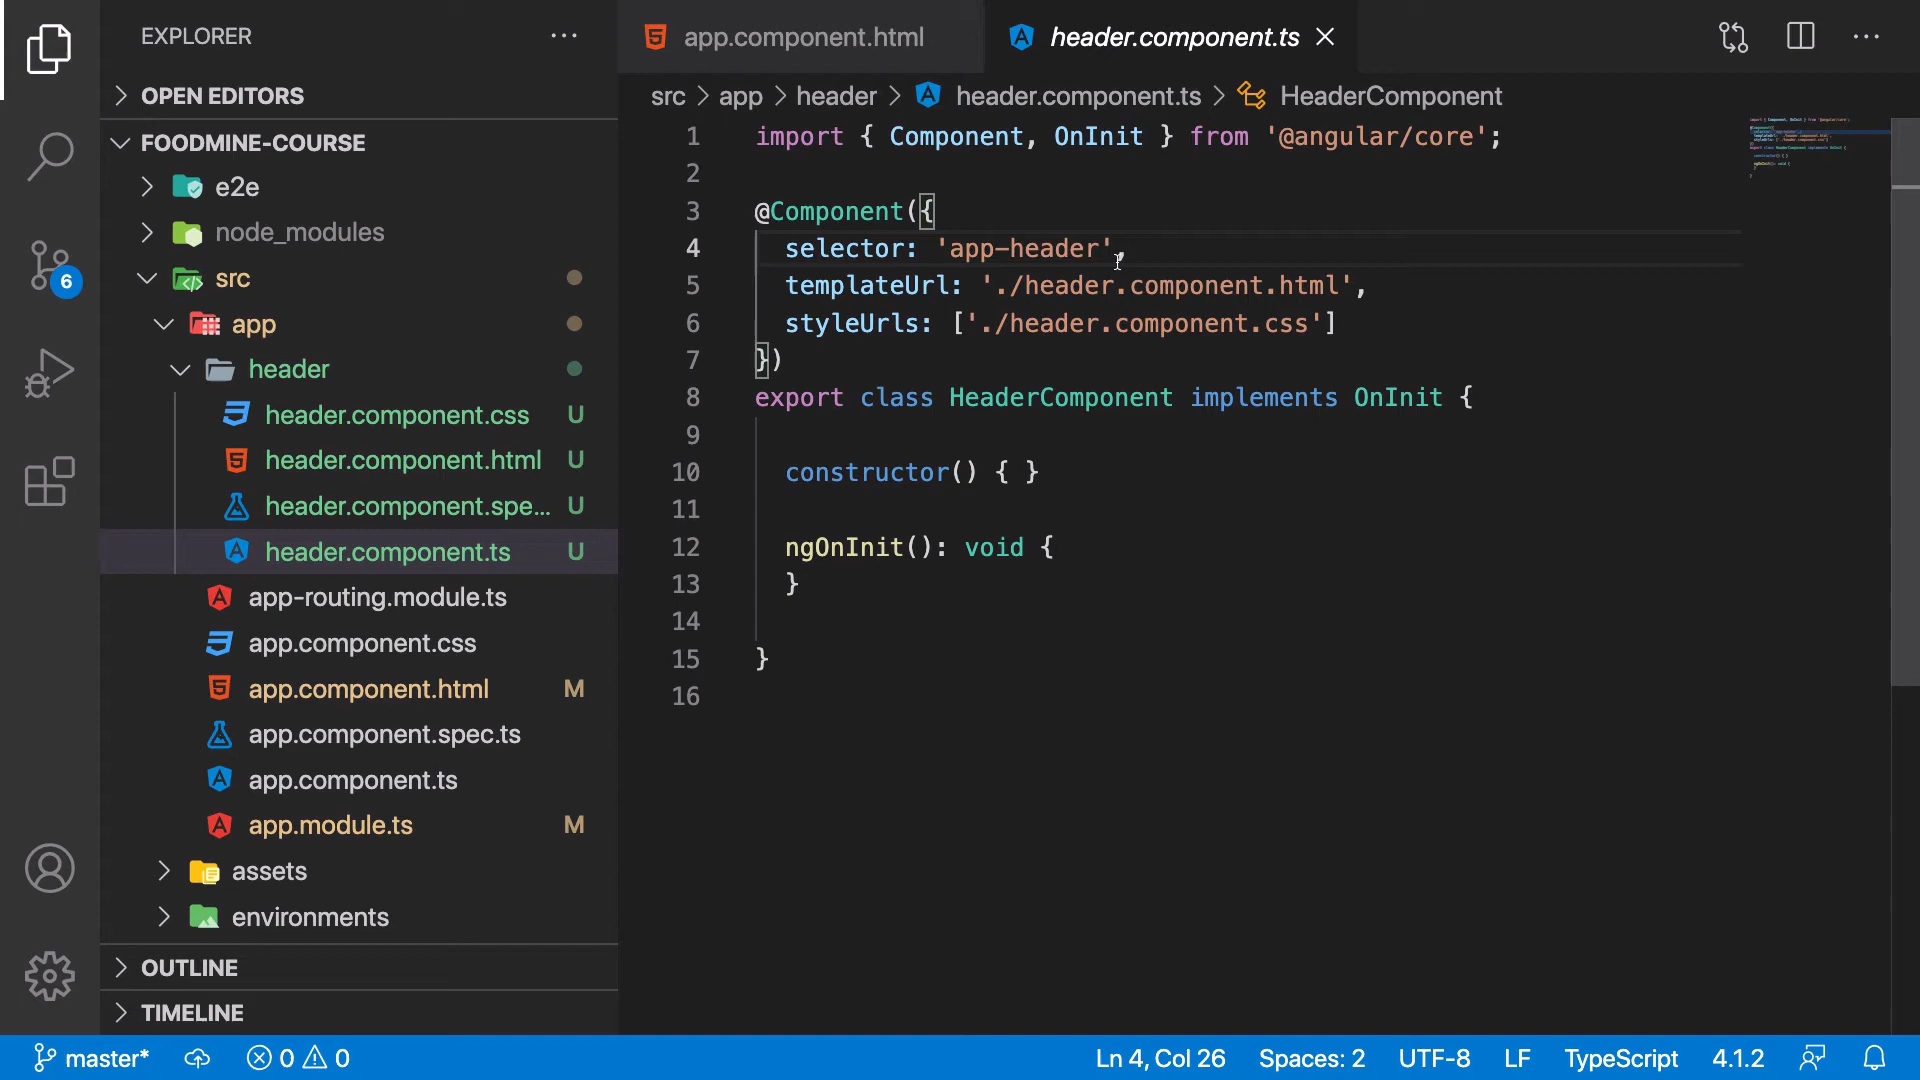 EXPLORER
OPEN EDITORS
FOODMINE-COURSE
e2e
node_modules
src
app
header
header.component.css U
header.component.html U
header.component.spe... U
header.component.ts U
app-routing.module.ts
app.component.css
app.component.html M
app.component.spec.ts
app.component.ts
app.module.ts M
assets
environments
OUTLINE
TIMELINE
6
app.component.html
header.component.ts
src > app > header > header.component.ts > HeaderComponent
1 import { Component, OnInit } from '@angular/core';
2
3 @Component({
4 selector: 'app-header',
5 templateUrl: './header.component.html',
6 styleUrls: ['./header.component.css']
7 })
8 export class HeaderComponent implements OnInit {
9
10 constructor() { }
11
12 ngOnInit(): void {
13 }
14
15 }
16
master* 0 0 Ln 4, Col 26 Spaces: 2 UTF-8 LF TypeScript 4.1.2